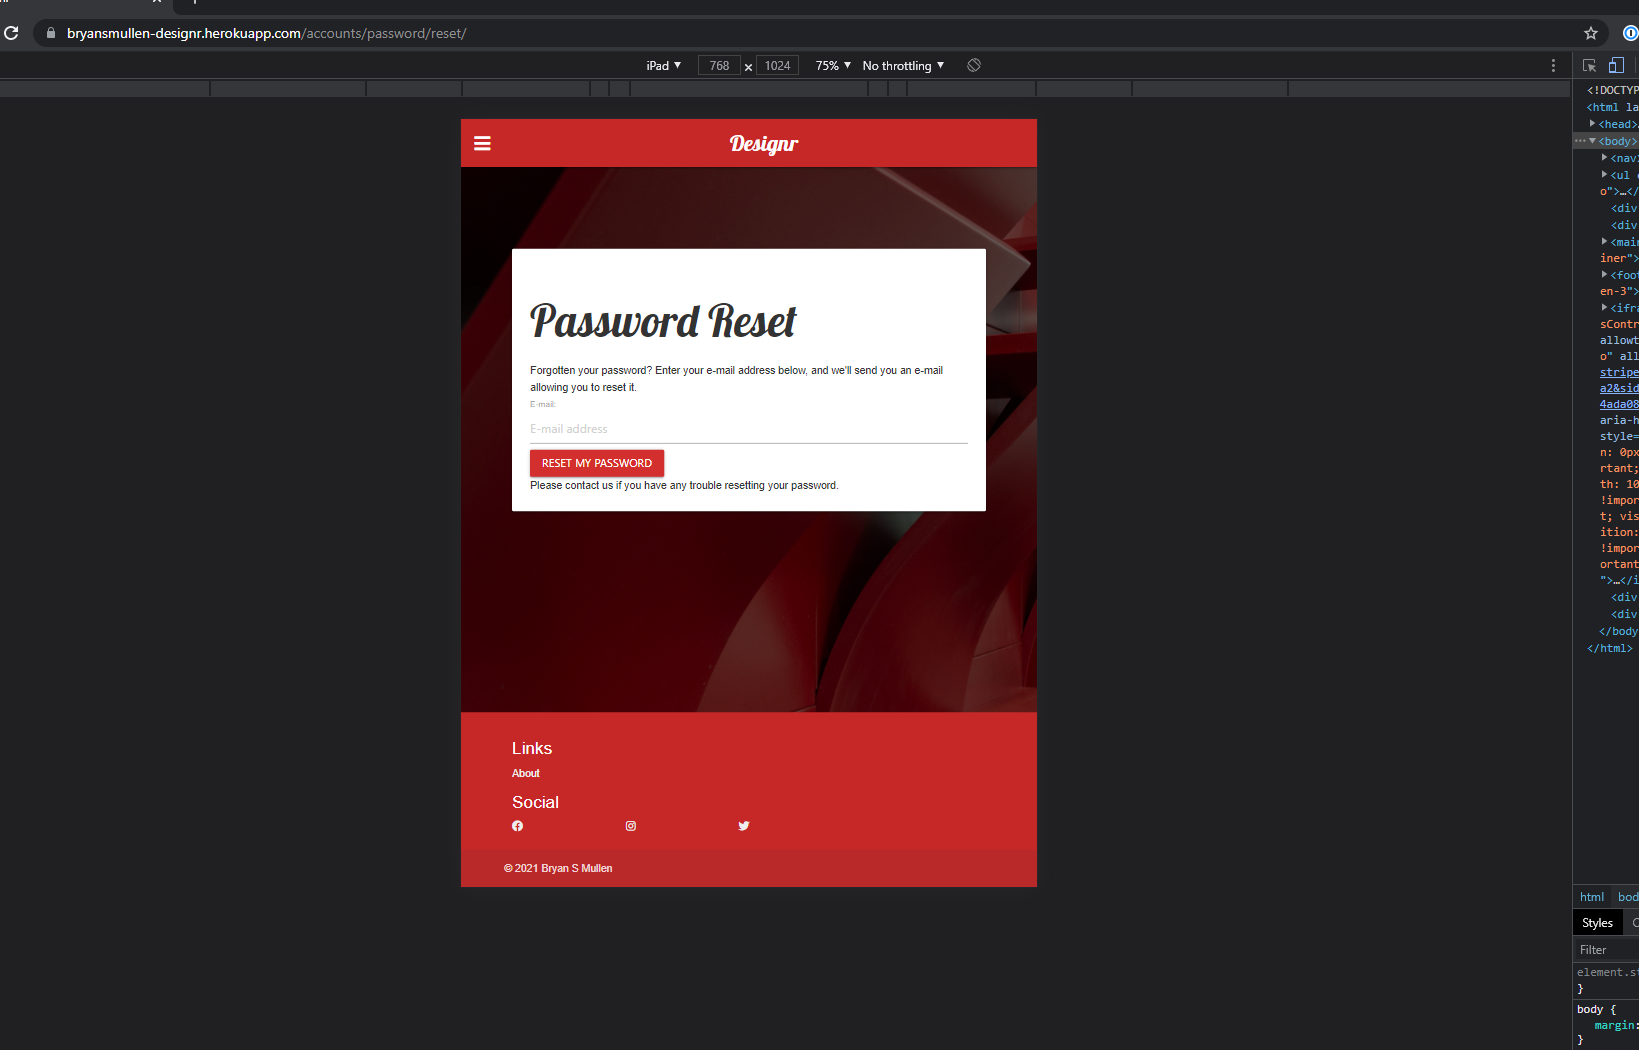 bryansmullen-designr.herokuapp.com/accounts/password/reset/
iPad ▼ 768 × 1024 75% ▼ No throttling ▼
Designr
Password Reset
Forgotten your password? Enter your e-mail address below, and we'll send you an e-mail
allowing you to reset it.
E-mail:
E-mail address
RESET MY PASSWORD
Please contact us if you have any trouble resetting your password.
Links
About
Social
© 2021 Bryan S Mullen
<!DOCTYP
<html la
<head>
<body>
<nav
<ul
o">…</
<div
<div
<main
iner">
<foot
en-3">
<ifra
sContr
allowt
o" all
stripe
a2&sid
4ada08
aria-h
style=
n: 0px
rtant;
th: 10
!impor
t; vis
ition:
!impor
ortant
">…</i
<div
<div
</body
</html>
html bod
Styles
Filter
element.st
}
body {
margin:
}